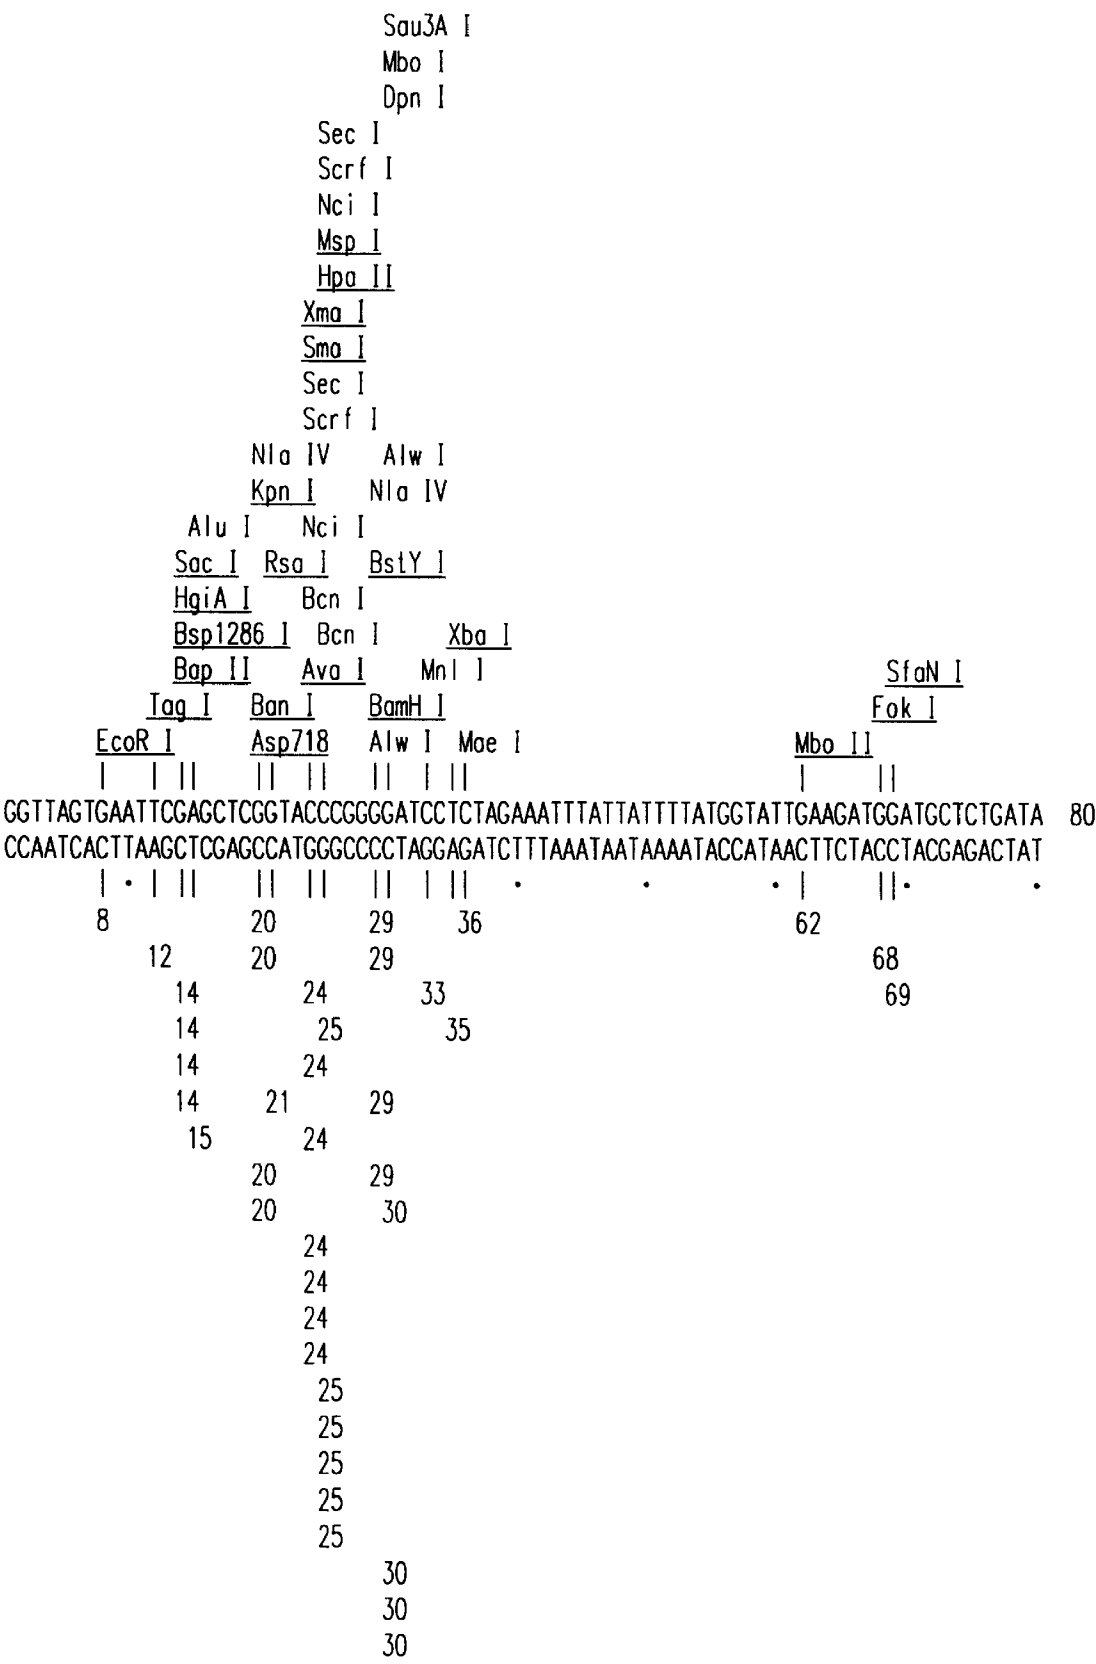 Sau3A I
Mbo I
Dpn I
Sec I
Scrf I
Nci I
Msp I
Hpa II
Xma I
Sma I
Sec I
Scrf I
Nla IV Alw I
Kpn I Nla IV
Alu I Nci I
Sac I Rsa I BstY I
HgiA I Bcn I
Bsp1286 I Bcn I Xba I
Bap II Ava I Mnl I SfaN I
Tag I Ban I BamH I Fok I
EcoR I Asp718 Alw I Mae I Mbo II
GGTTAGTGAATTCGAGCTCGGTACCCGGGGATCCTCTAGAAATTTATTATTTTATGGTATTGAAGATGGATGCTCTGATA 80
CCAATCACTTAAGCTCGAGCCATGGGCCCCTAGGAGATCTTTAAATAATAAAATACCATAACTTCTACCTACGAGACTAT
8 20 29 36 62
12 20 29 68
14 24 33 69
14 25 35
14 24
14 21 29
15 24
20 29
20 30
24
24
24
24
25
25
25
25
25
30
30
30